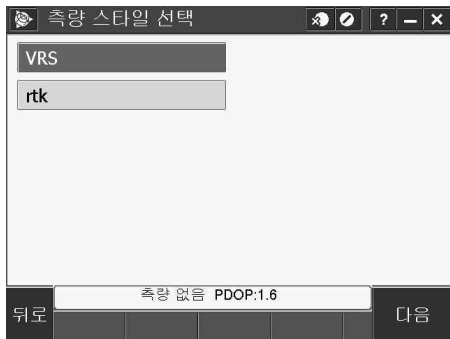 측량 스타일 선택
? — ×
VRS
rtk
측량 없음 PDOP:1.6
뒤로
다음